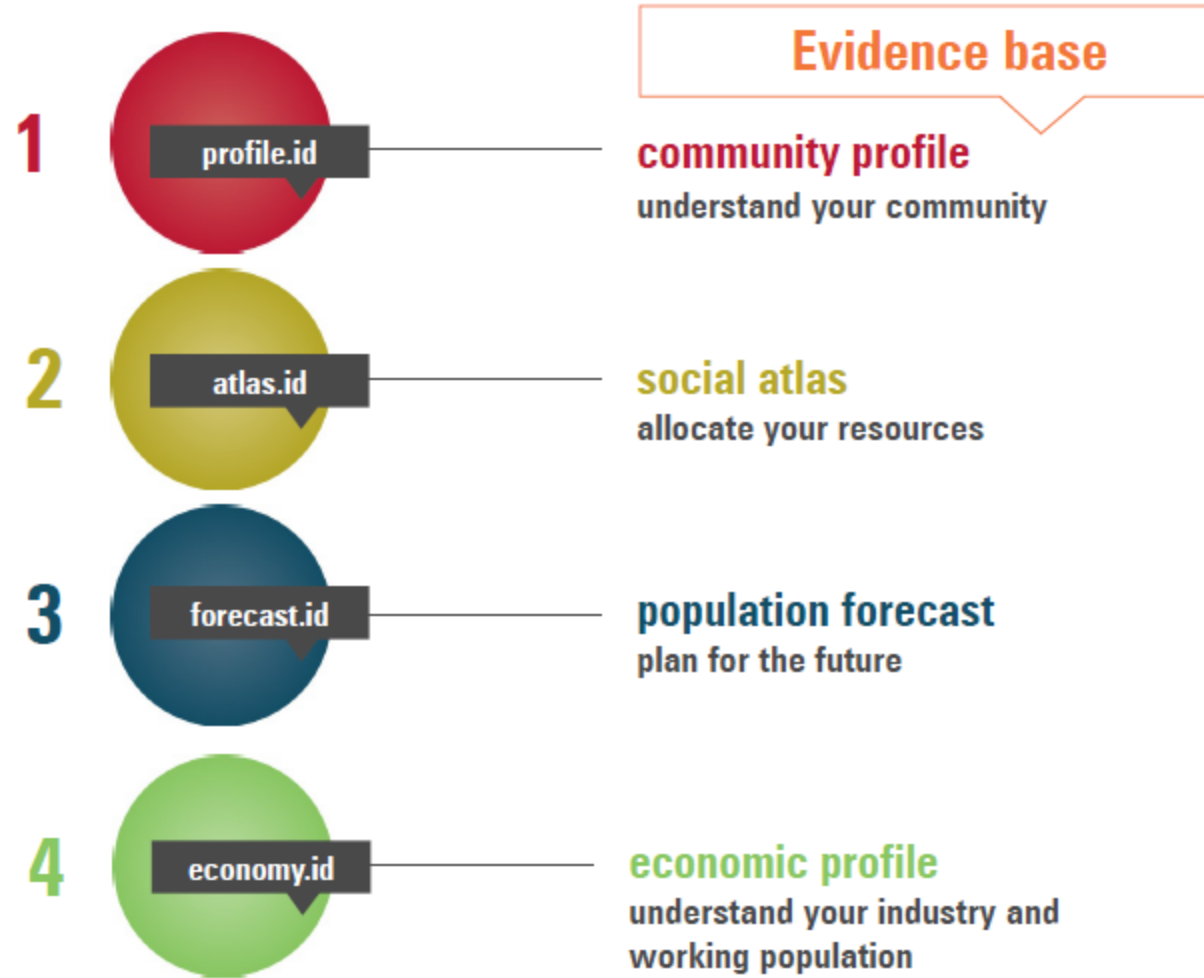 Evidence base
1
profile.id
community profile
understand your community
2
atlas.id
social atlas
allocate your resources
3
forecast.id
population forecast
plan for the future
4
economy.id
economic profile
understand your industry and
working population